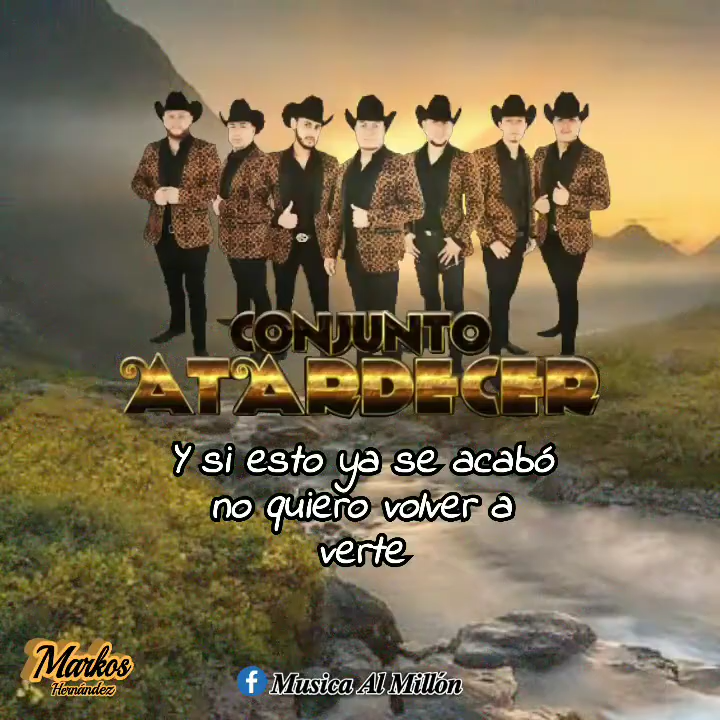 CONJUNTO
ATARDECER
Y si esto ya se acabó
no quiero volver a
verte
Markos
Hernández
f Musica Al Millón